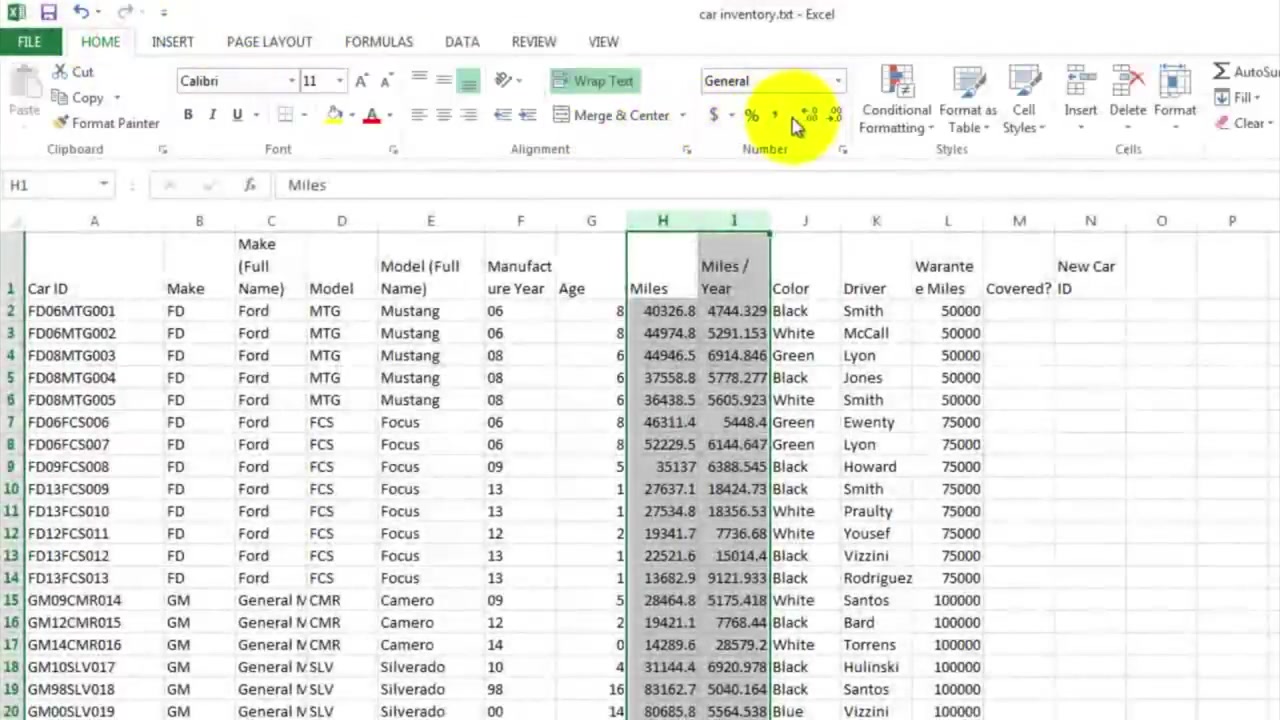 car inventory.txt - Excel
FILE HOME INSERT PAGE LAYOUT FORMULAS DATA REVIEW VIEW
Cut Calibri 11 Wrap Text General AutoSu
Paste Copy B I U Merge & Center $ % , Conditional Formatting Format as Table Cell Styles Insert Delete Format Fill
Format Painter Clear
Clipboard Font Alignment Number Styles Cells
H1 fx Miles
A B C D E F G H I J K L M N O P
1 Car ID Make Make (Full Name) Model Model (Full Name) Manufacture Year Age Miles Miles / Year Color Driver Warantee Miles Covered? New Car ID
2 FD06MTG001 FD Ford MTG Mustang 06 8 40326.8 4744.329 Black Smith 50000
3 FD06MTG002 FD Ford MTG Mustang 06 8 44974.8 5291.153 White McCall 50000
4 FD08MTG003 FD Ford MTG Mustang 08 6 44946.5 6914.846 Green Lyon 50000
5 FD08MTG004 FD Ford MTG Mustang 08 6 37558.8 5778.277 Black Jones 50000
6 FD08MTG005 FD Ford MTG Mustang 08 6 36438.5 5605.923 White Smith 50000
7 FD06FCS006 FD Ford FCS Focus 06 8 46311.4 5448.4 Green Ewenty 75000
8 FD06FCS007 FD Ford FCS Focus 06 8 52229.5 6144.647 Green Lyon 75000
9 FD09FCS008 FD Ford FCS Focus 09 5 35137 6388.545 Black Howard 75000
10 FD13FCS009 FD Ford FCS Focus 13 1 27637.1 18424.73 Black Smith 75000
11 FD13FCS010 FD Ford FCS Focus 13 1 27534.8 18356.53 White Praulty 75000
12 FD12FCS011 FD Ford FCS Focus 12 2 19341.7 7736.68 White Yousef 75000
13 FD13FCS012 FD Ford FCS Focus 13 1 22521.6 15014.4 Black Vizzini 75000
14 FD13FCS013 FD Ford FCS Focus 13 1 13682.9 9121.933 Black Rodriguez 75000
15 GM09CMR014 GM General M CMR Camero 09 5 28464.8 5175.418 White Santos 100000
16 GM12CMR015 GM General M CMR Camero 12 2 19421.1 7768.44 Black Bard 100000
17 GM14CMR016 GM General M CMR Camero 14 0 14289.6 28579.2 White Torrens 100000
18 GM10SLV017 GM General M SLV Silverado 10 4 31144.4 6920.978 Black Hulinski 100000
19 GM98SLV018 GM General M SLV Silverado 98 16 83162.7 5040.164 Black Santos 100000
20 GM00SLV019 GM General M SLV Silverado 00 14 80685.8 5564.538 Blue Vizzini 100000